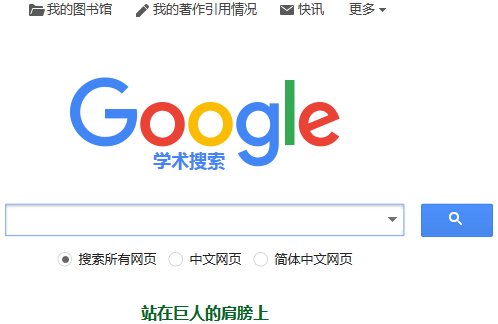 我的图书馆 我的著作引用情况 快讯 更多
Google
学术搜索
搜索所有网页 中文网页 简体中文网页
站在巨人的肩膀上